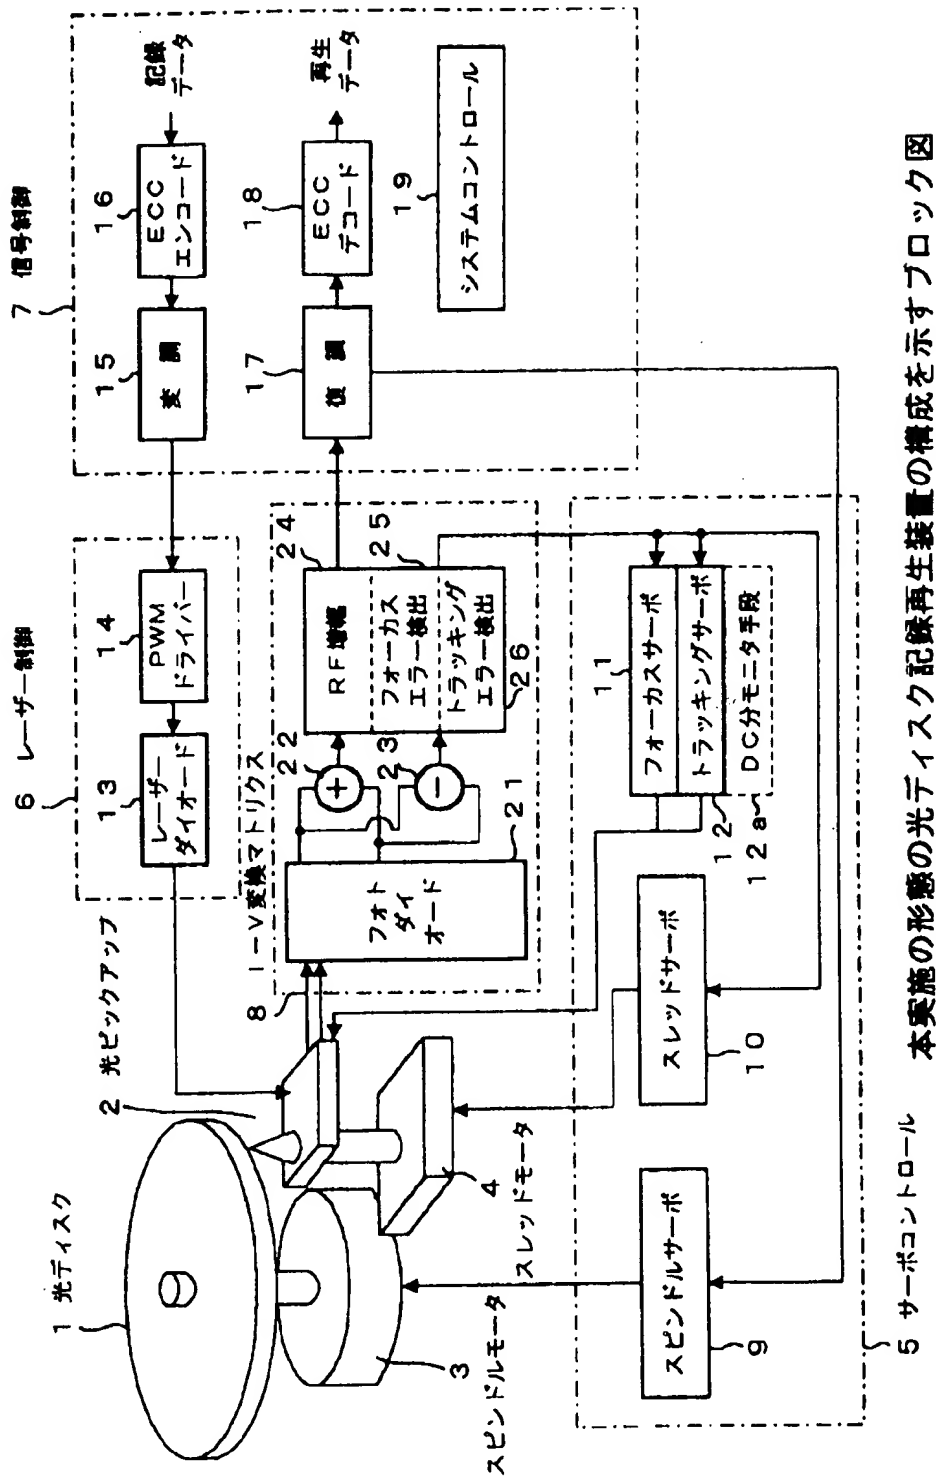 1 光ディスク
2
光ピックアップ
3
スピンドルモータ
4
スレッドモータ
6 レーザー制御
13
レーザー
ダイオード
14
PWM
ドライバー
7 信号制御
15
変調
16
ECC
エンコード
記録
データ
17
復調
18
ECC
デコード
再生
データ
19
システムコントロール
8
I−V変換マトリクス
フォト
ダイ
オード
21
22
+
23
−
24
RF増幅
25
フォーカス
エラー検出
トラッキング
エラー検出
26
5 サーボコントロール
スピンドルサーボ
9
スレッドサーボ
10
11
フォーカスサーボ
トラッキングサーボ
12
DC分モニタ手段
12a
本実施の形態の光ディスク記録再生装置の構成を示すブロック図